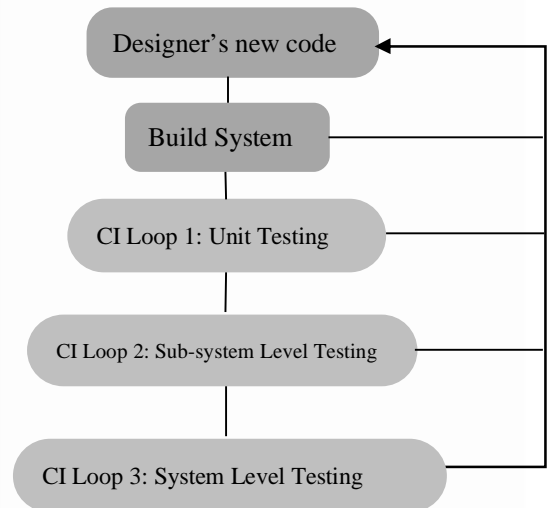 Designer’s new code
Build System
CI Loop 1: Unit Testing
CI Loop 2: Sub-system Level Testing
CI Loop 3: System Level Testing